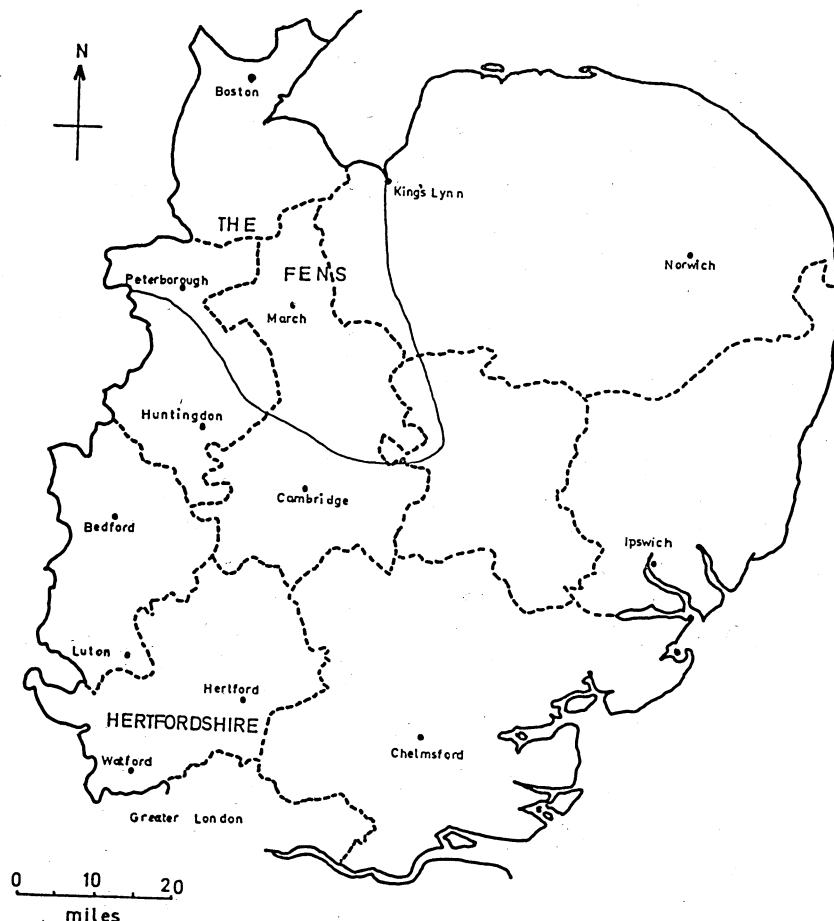 N
Boston
King's Lynn
THE
Norwich
FENS
Peterborough
March
Huntingdon
Cambridge
Bedford
Ipswich
Luton
Hertford
HERTFORDSHIRE
Chelmsford
Watford
Greater London
0 10 20
miles